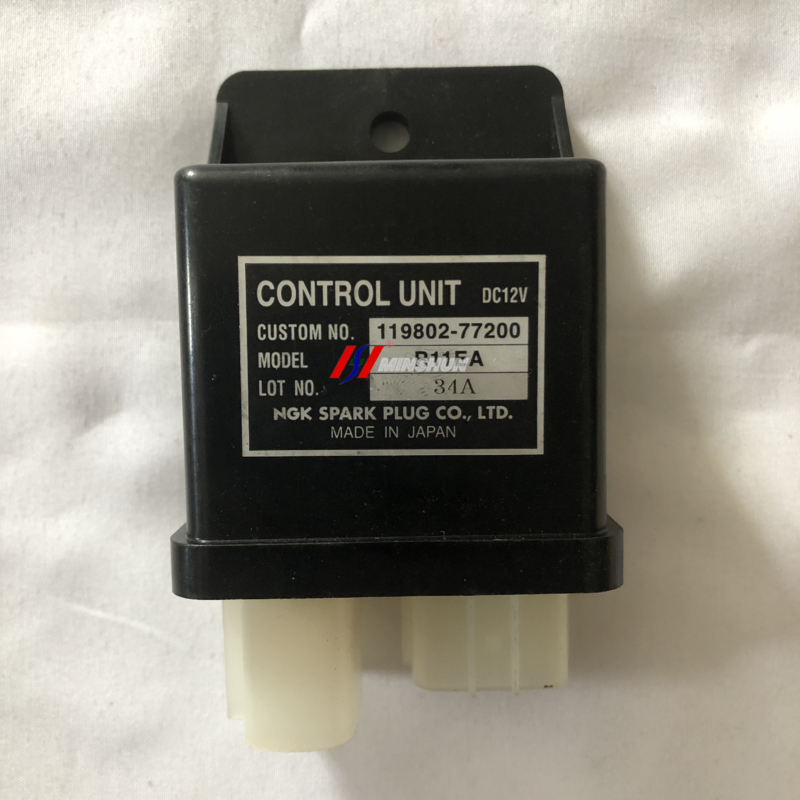 CONTROL UNIT DC12V
CUSTOM NO. 119802-77200
MODEL
MINSHUN
LOT NO. 34A
NGK SPARK PLUG CO., LTD.
MADE IN JAPAN